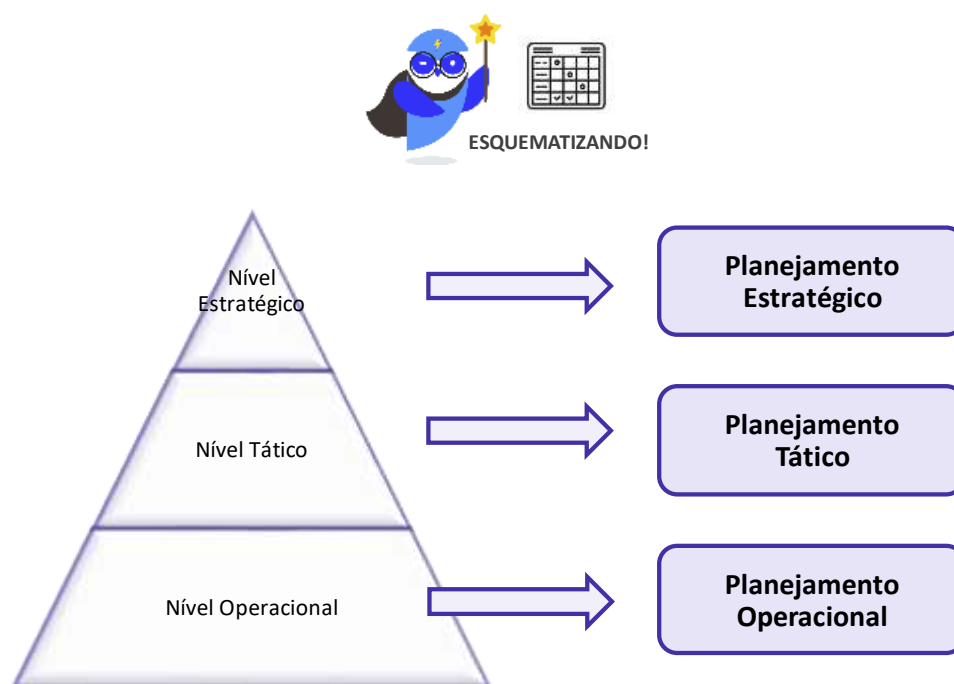 ESQUEMATIZANDO!
Nível
Estratégico
Planejamento
Estratégico
Nível Tático
Planejamento
Tático
Nível Operacional
Planejamento
Operacional